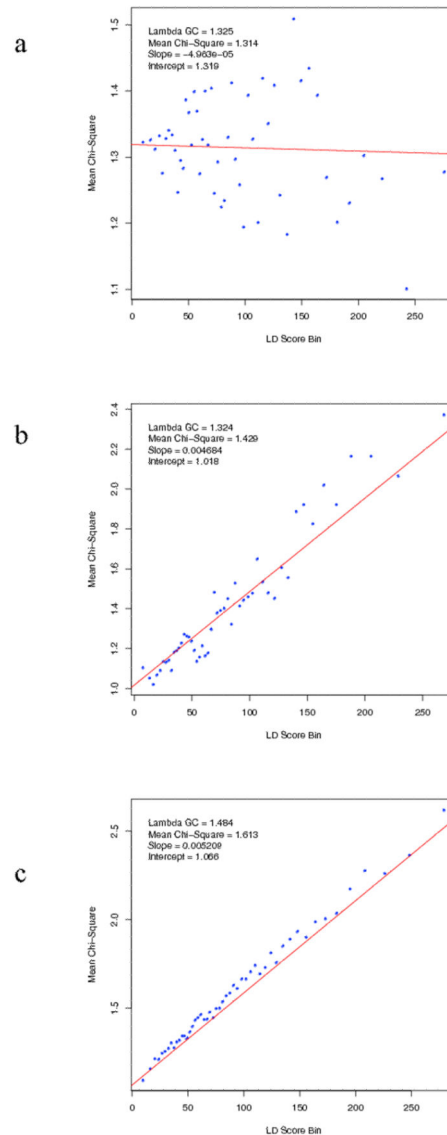 a
Lambda GC = 1.325
Mean Chi-Square = 1.314
Slope = -4.963e-05
Intercept = 1.319
Mean Chi-Square
1.5
1.4
1.3
1.2
1.1
0 50 100 150 200 250
LD Score Bin
b
Lambda GC = 1.324
Mean Chi-Square = 1.429
Slope = 0.004684
Intercept = 1.018
Mean Chi-Square
2.4
2.2
2.0
1.8
1.6
1.4
1.2
1.0
0 50 100 150 200 250
LD Score Bin
c
Lambda GC = 1.484
Mean Chi-Square = 1.613
Slope = 0.005209
Intercept = 1.066
Mean Chi-Square
2.5
2.0
1.5
0 50 100 150 200 250
LD Score Bin